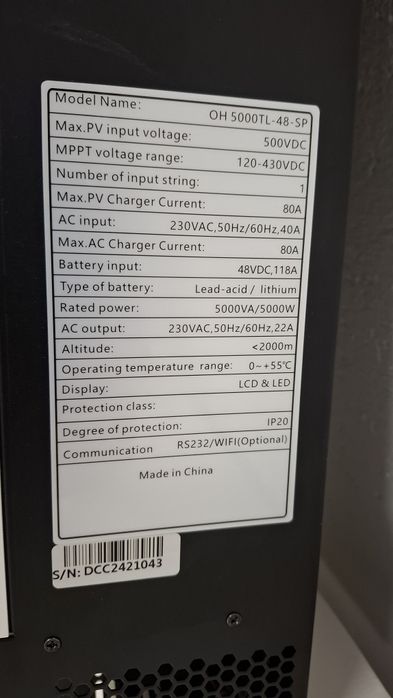 Model Name: OH 5000TL-48-SP
Max.PV input voltage: 500VDC
MPPT voltage range: 120-430VDC
Number of input string: 1
Max.PV Charger Current: 80A
AC input: 230VAC,50Hz/60Hz,40A
Max.AC Charger Current: 80A
Battery input: 48VDC,118A
Type of battery: Lead-acid / lithium
Rated power: 5000VA/5000W
AC output: 230VAC,50Hz/60Hz,22A
Altitude: <2000m
Operating temperature range: 0~+55℃
Display: LCD & LED
Protection class:
Degree of protection: IP20
Communication RS232/WIFI(Optional)
Made in China
S/N: DCC2421043